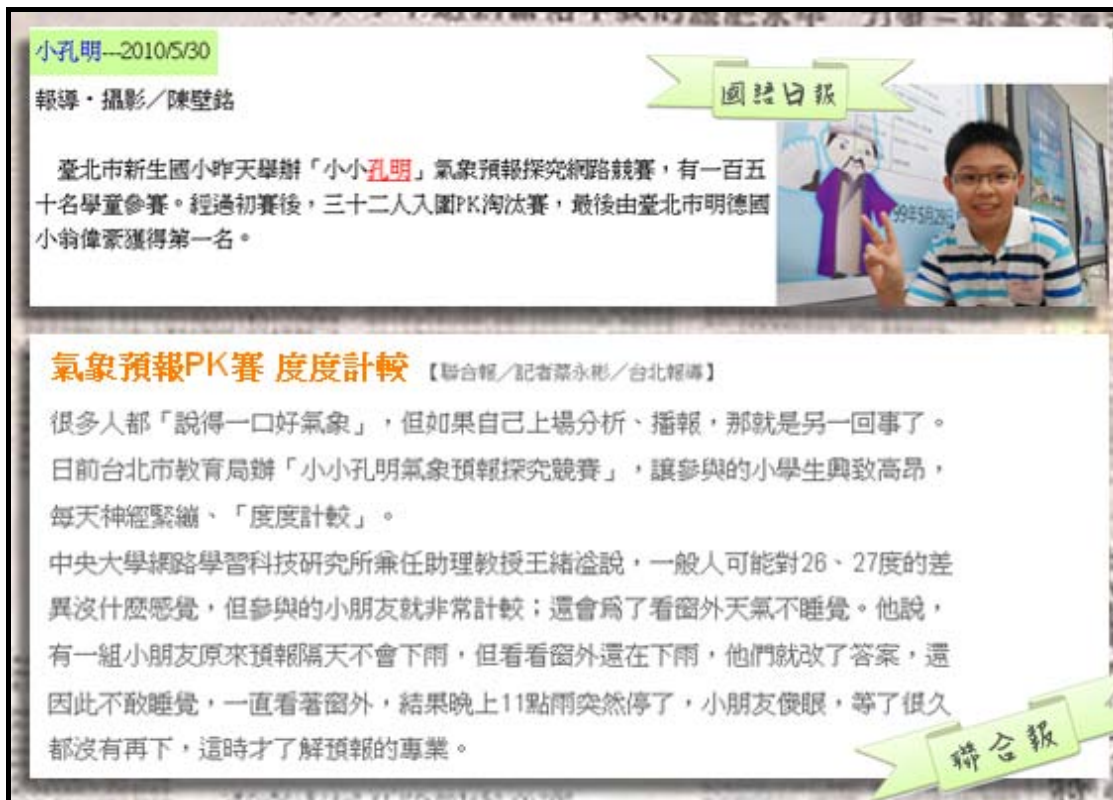 小孔明---2010/5/30
國語日報
報導・攝影／陳壁銘
臺北市新生國小昨天舉辦「小小孔明」氣象預報探究網路競賽，有一百五
十名學童參賽。經過初賽後，三十二人入圍PK淘汰賽，最後由臺北市明德國
小翁偉豪獲得第一名。
99年5月29日
氣象預報PK賽 度度計較 【聯合報／記者蔡永彬／台北報導】
很多人都「說得一口好氣象」，但如果自己上場分析、播報，那就是另一回事了。
日前台北市教育局辦「小小孔明氣象預報探究競賽」，讓參與的小學生興致高昂，
每天神經緊繃、「度度計較」。
中央大學網路學習科技研究所兼任助理教授王緒溢說，一般人可能對26、27度的差
異沒什麼感覺，但參與的小朋友就非常計較；還會為了看窗外天氣不睡覺。他說，
有一組小朋友原來預報隔天不會下雨，但看看窗外還在下雨，他們就改了答案，還
因此不敢睡覺，一直看著窗外，結果晚上11點雨突然停了，小朋友傻眼，等了很久
都沒有再下，這時才了解預報的專業。
聯合報